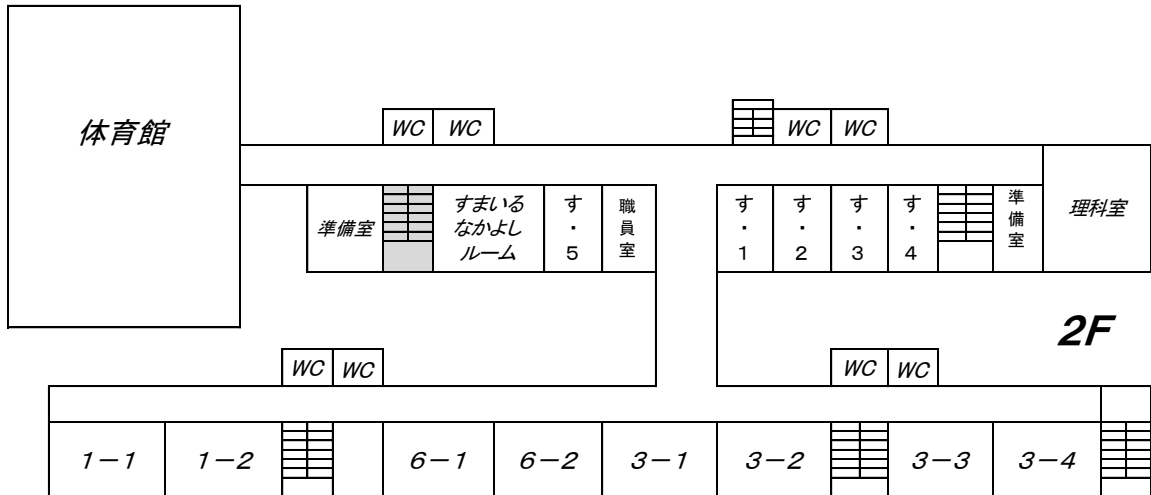 体育館
WC
WC
WC
WC
準備室
すまいる
なかよし
ルーム
す・5
職員室
す・1
す・2
す・3
す・4
準備室
理科室
2F
WC
WC
WC
WC
1－1
1－2
6－1
6－2
3－1
3－2
3－3
3－4